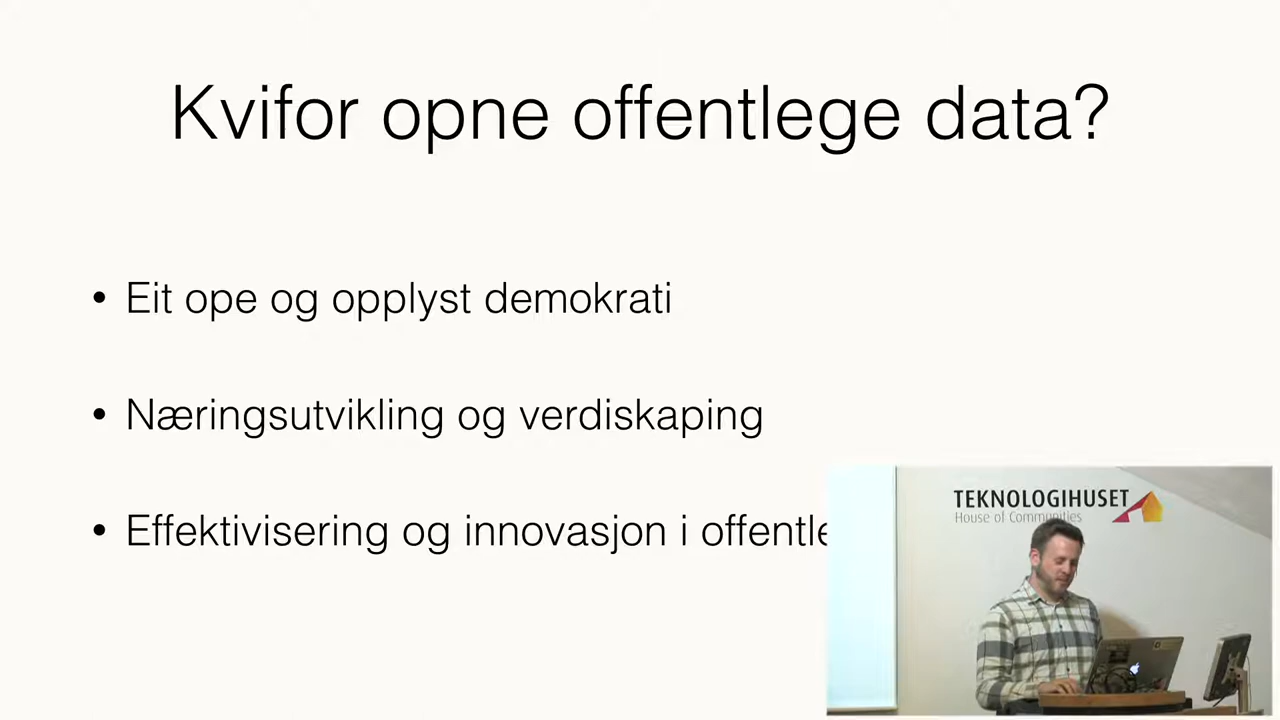 Kvifor opne offentlege data?
• Eit ope og opplyst demokrati
• Næringsutvikling og verdiskaping
• Effektivisering og innovasjon i
TEKNOLOGIHUSET
House of Communities